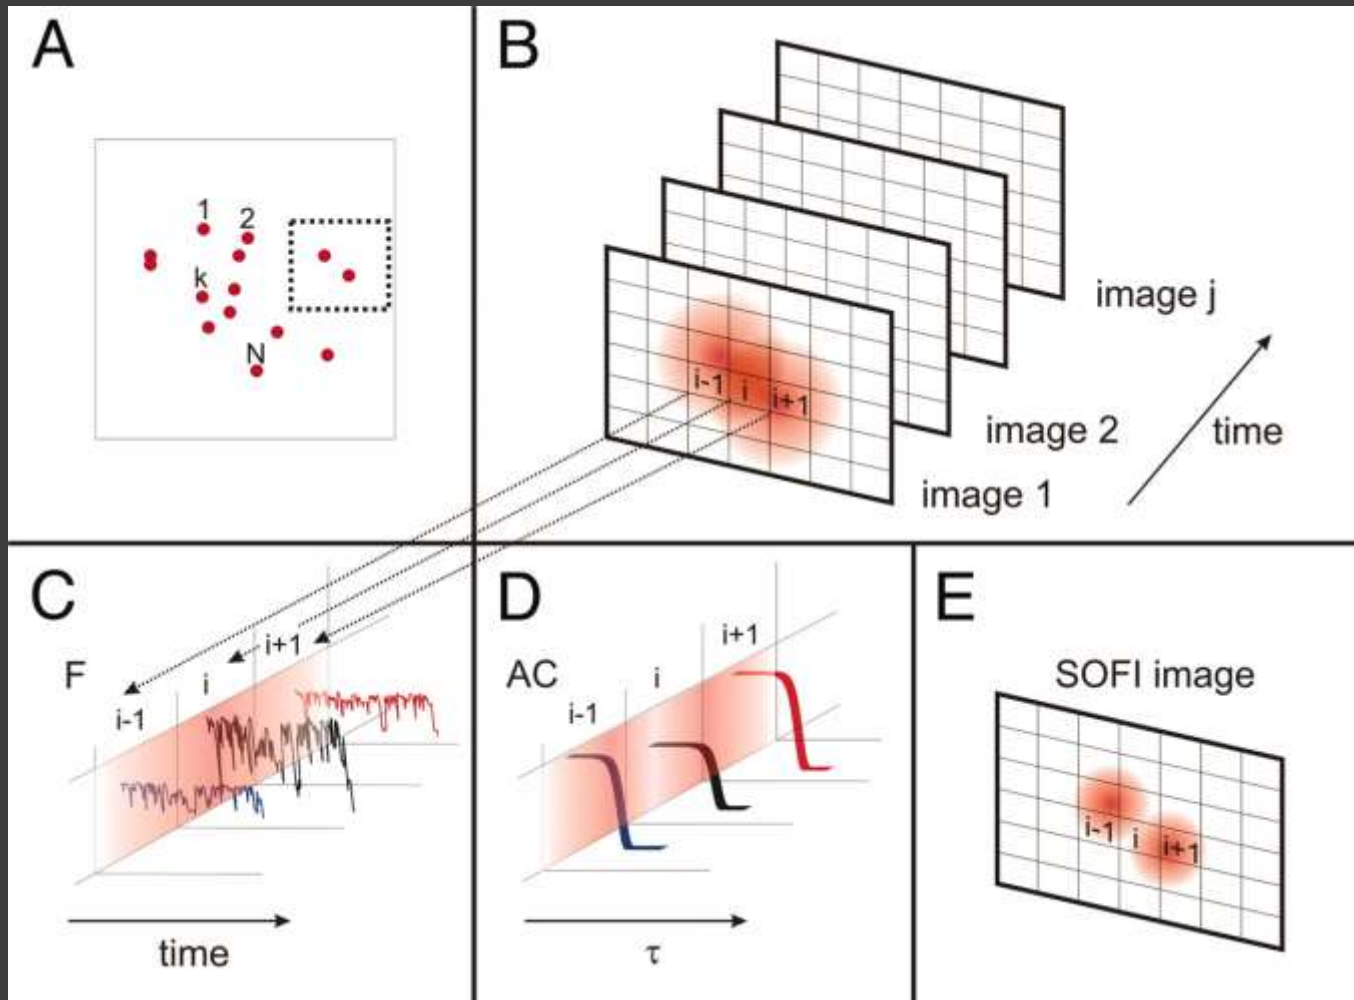 A
1
2
k
N
B
i-1 i i+1
image j
image 2
time
image 1
C
F
i-1
i
i+1
time
D
AC
i-1
i
i+1
τ
E
SOFI image
i-1 i i+1